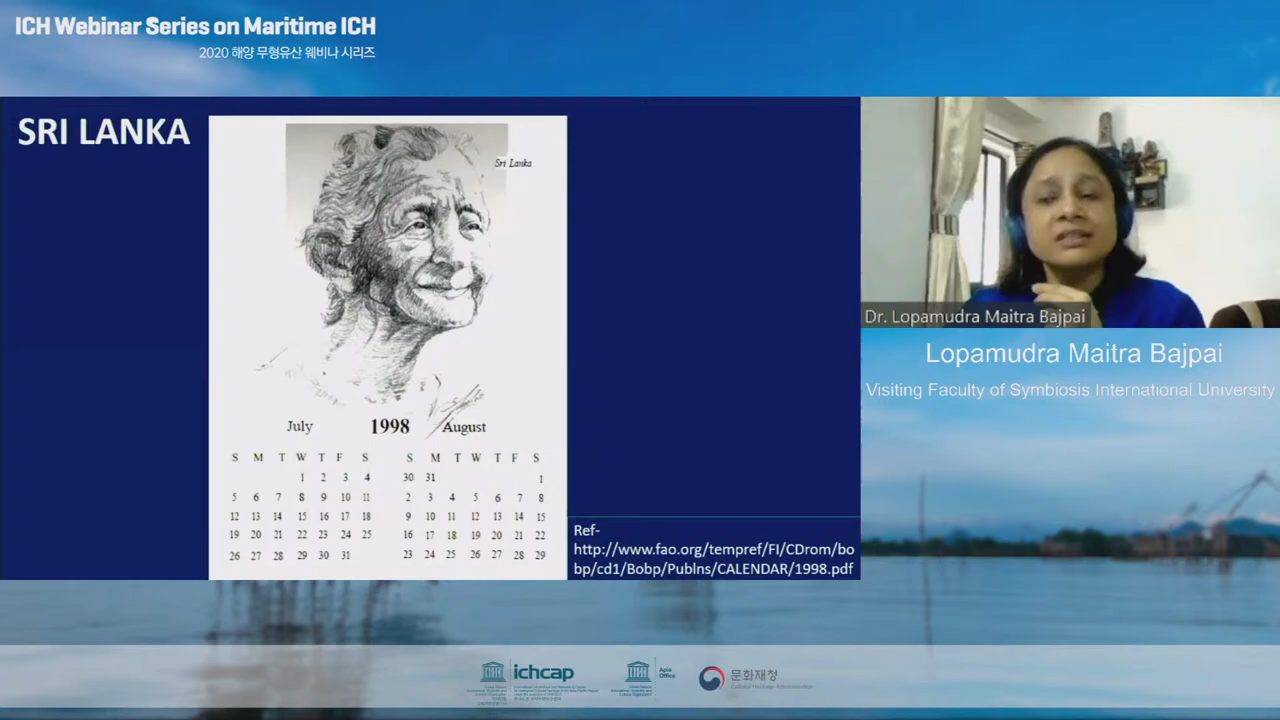 ICH Webinar Series on Maritime ICH
2020 해양 무형유산 웨비나 시리즈
SRI LANKA
Sri Lanka
July 1998 August
S M T W T F S S M T W T F S
1 2 3 4 30 31 1
5 6 7 8 9 10 11 2 3 4 5 6 7 8
12 13 14 15 16 17 18 9 10 11 12 13 14 15
19 20 21 22 23 24 25 16 17 18 19 20 21 22
26 27 28 29 30 31 23 24 25 26 27 28 29
Ref-
http://www.fao.org/tempref/FI/CDrom/bo
bp/cd1/Bobp/Publns/CALENDAR/1998.pdf
Dr. Lopamudra Maitra Bajpai
Lopamudra Maitra Bajpai
Visiting Faculty of Symbiosis International University
ichcap
Apia
Office
문화재청
Cultural Heritage Administration